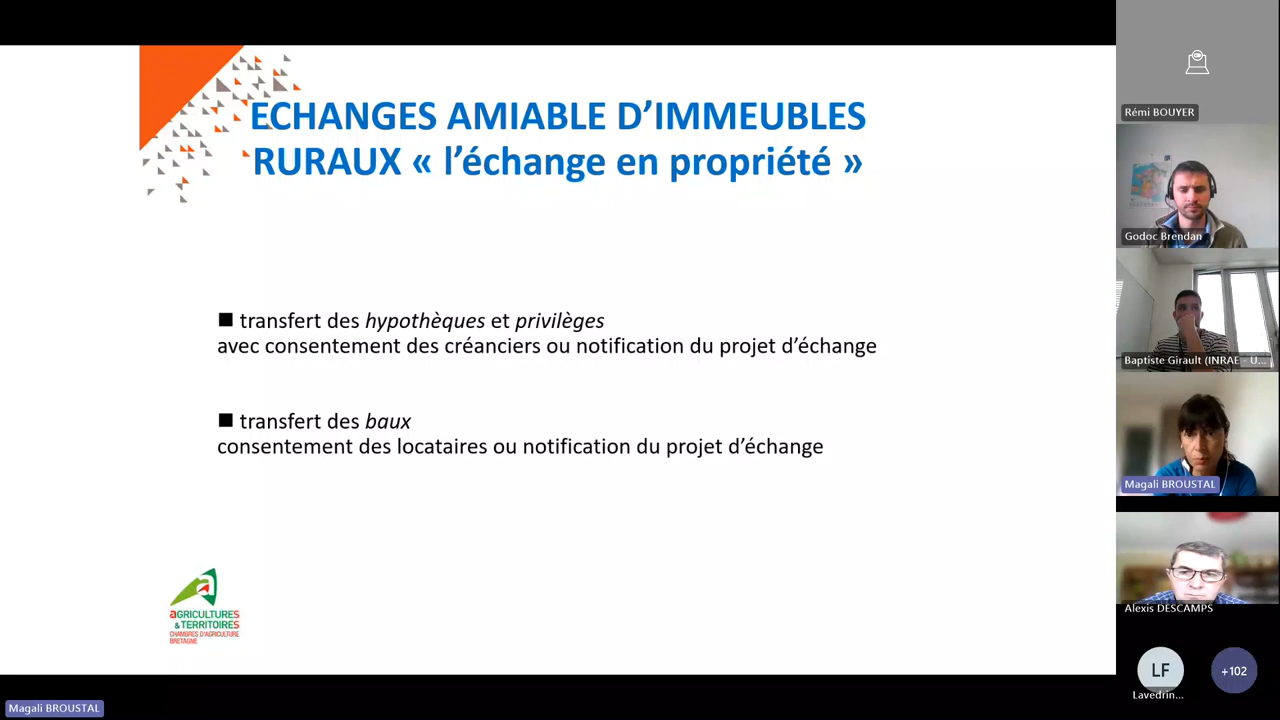 ECHANGES AMIABLE D’IMMEUBLES
RURAUX « l’échange en propriété »
■ transfert des hypothèques et privilèges
avec consentement des créanciers ou notification du projet d’échange
■ transfert des baux
consentement des locataires ou notification du projet d’échange
aGRICULTURES
& TERRITOIRES
CHAMBRES D'AGRICULTURE
BRETAGNE
Magali BROUSTAL
Rémi BOUYER
Godoc Brendan
Baptiste Girault (INRAE - U...
Magali BROUSTAL
Alexis DESCAMPS
LF
Lavedrin...
+102